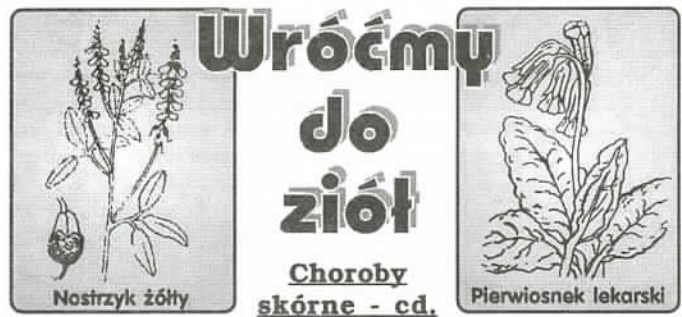 Wróćmy
do
ziół
Choroby
skórne - cd.
Nostrzyk żółty
Pierwiosnek lekarski